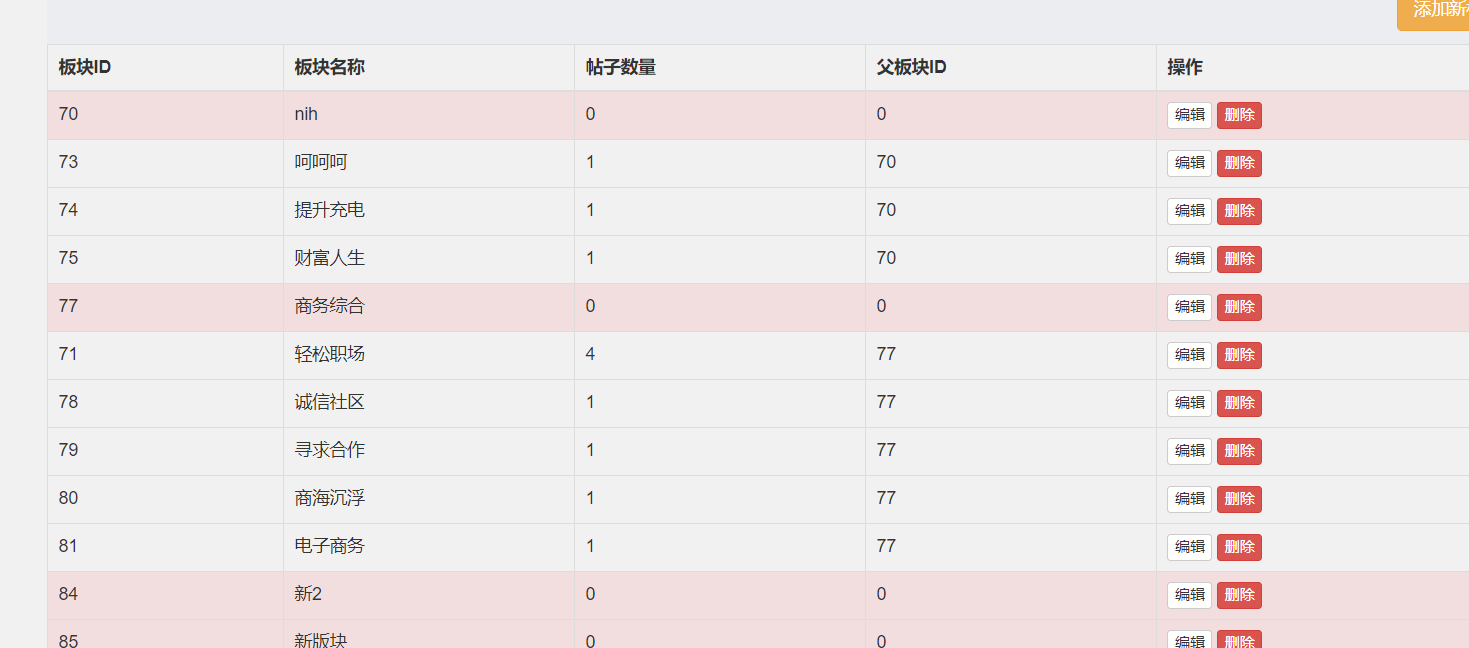 添加新
板块ID 板块名称 帖子数量 父板块ID 操作
70 nih 0 0 编辑 删除
73 呵呵呵 1 70 编辑 删除
74 提升充电 1 70 编辑 删除
75 财富人生 1 70 编辑 删除
77 商务综合 0 0 编辑 删除
71 轻松职场 4 77 编辑 删除
78 诚信社区 1 77 编辑 删除
79 寻求合作 1 77 编辑 删除
80 商海沉浮 1 77 编辑 删除
81 电子商务 1 77 编辑 删除
84 新2 0 0 编辑 删除
85 新版块 0 0 编辑 删除